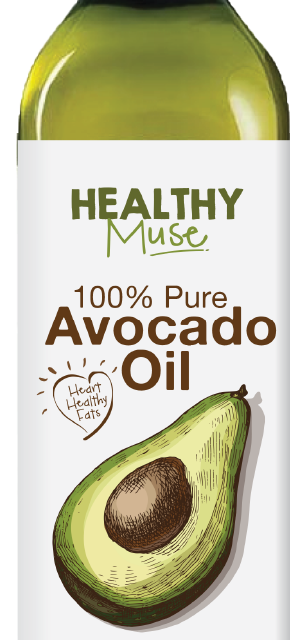 HEALTHY
Muse
100% Pure
Avocado
Oil
Heart
Healthy
Eats